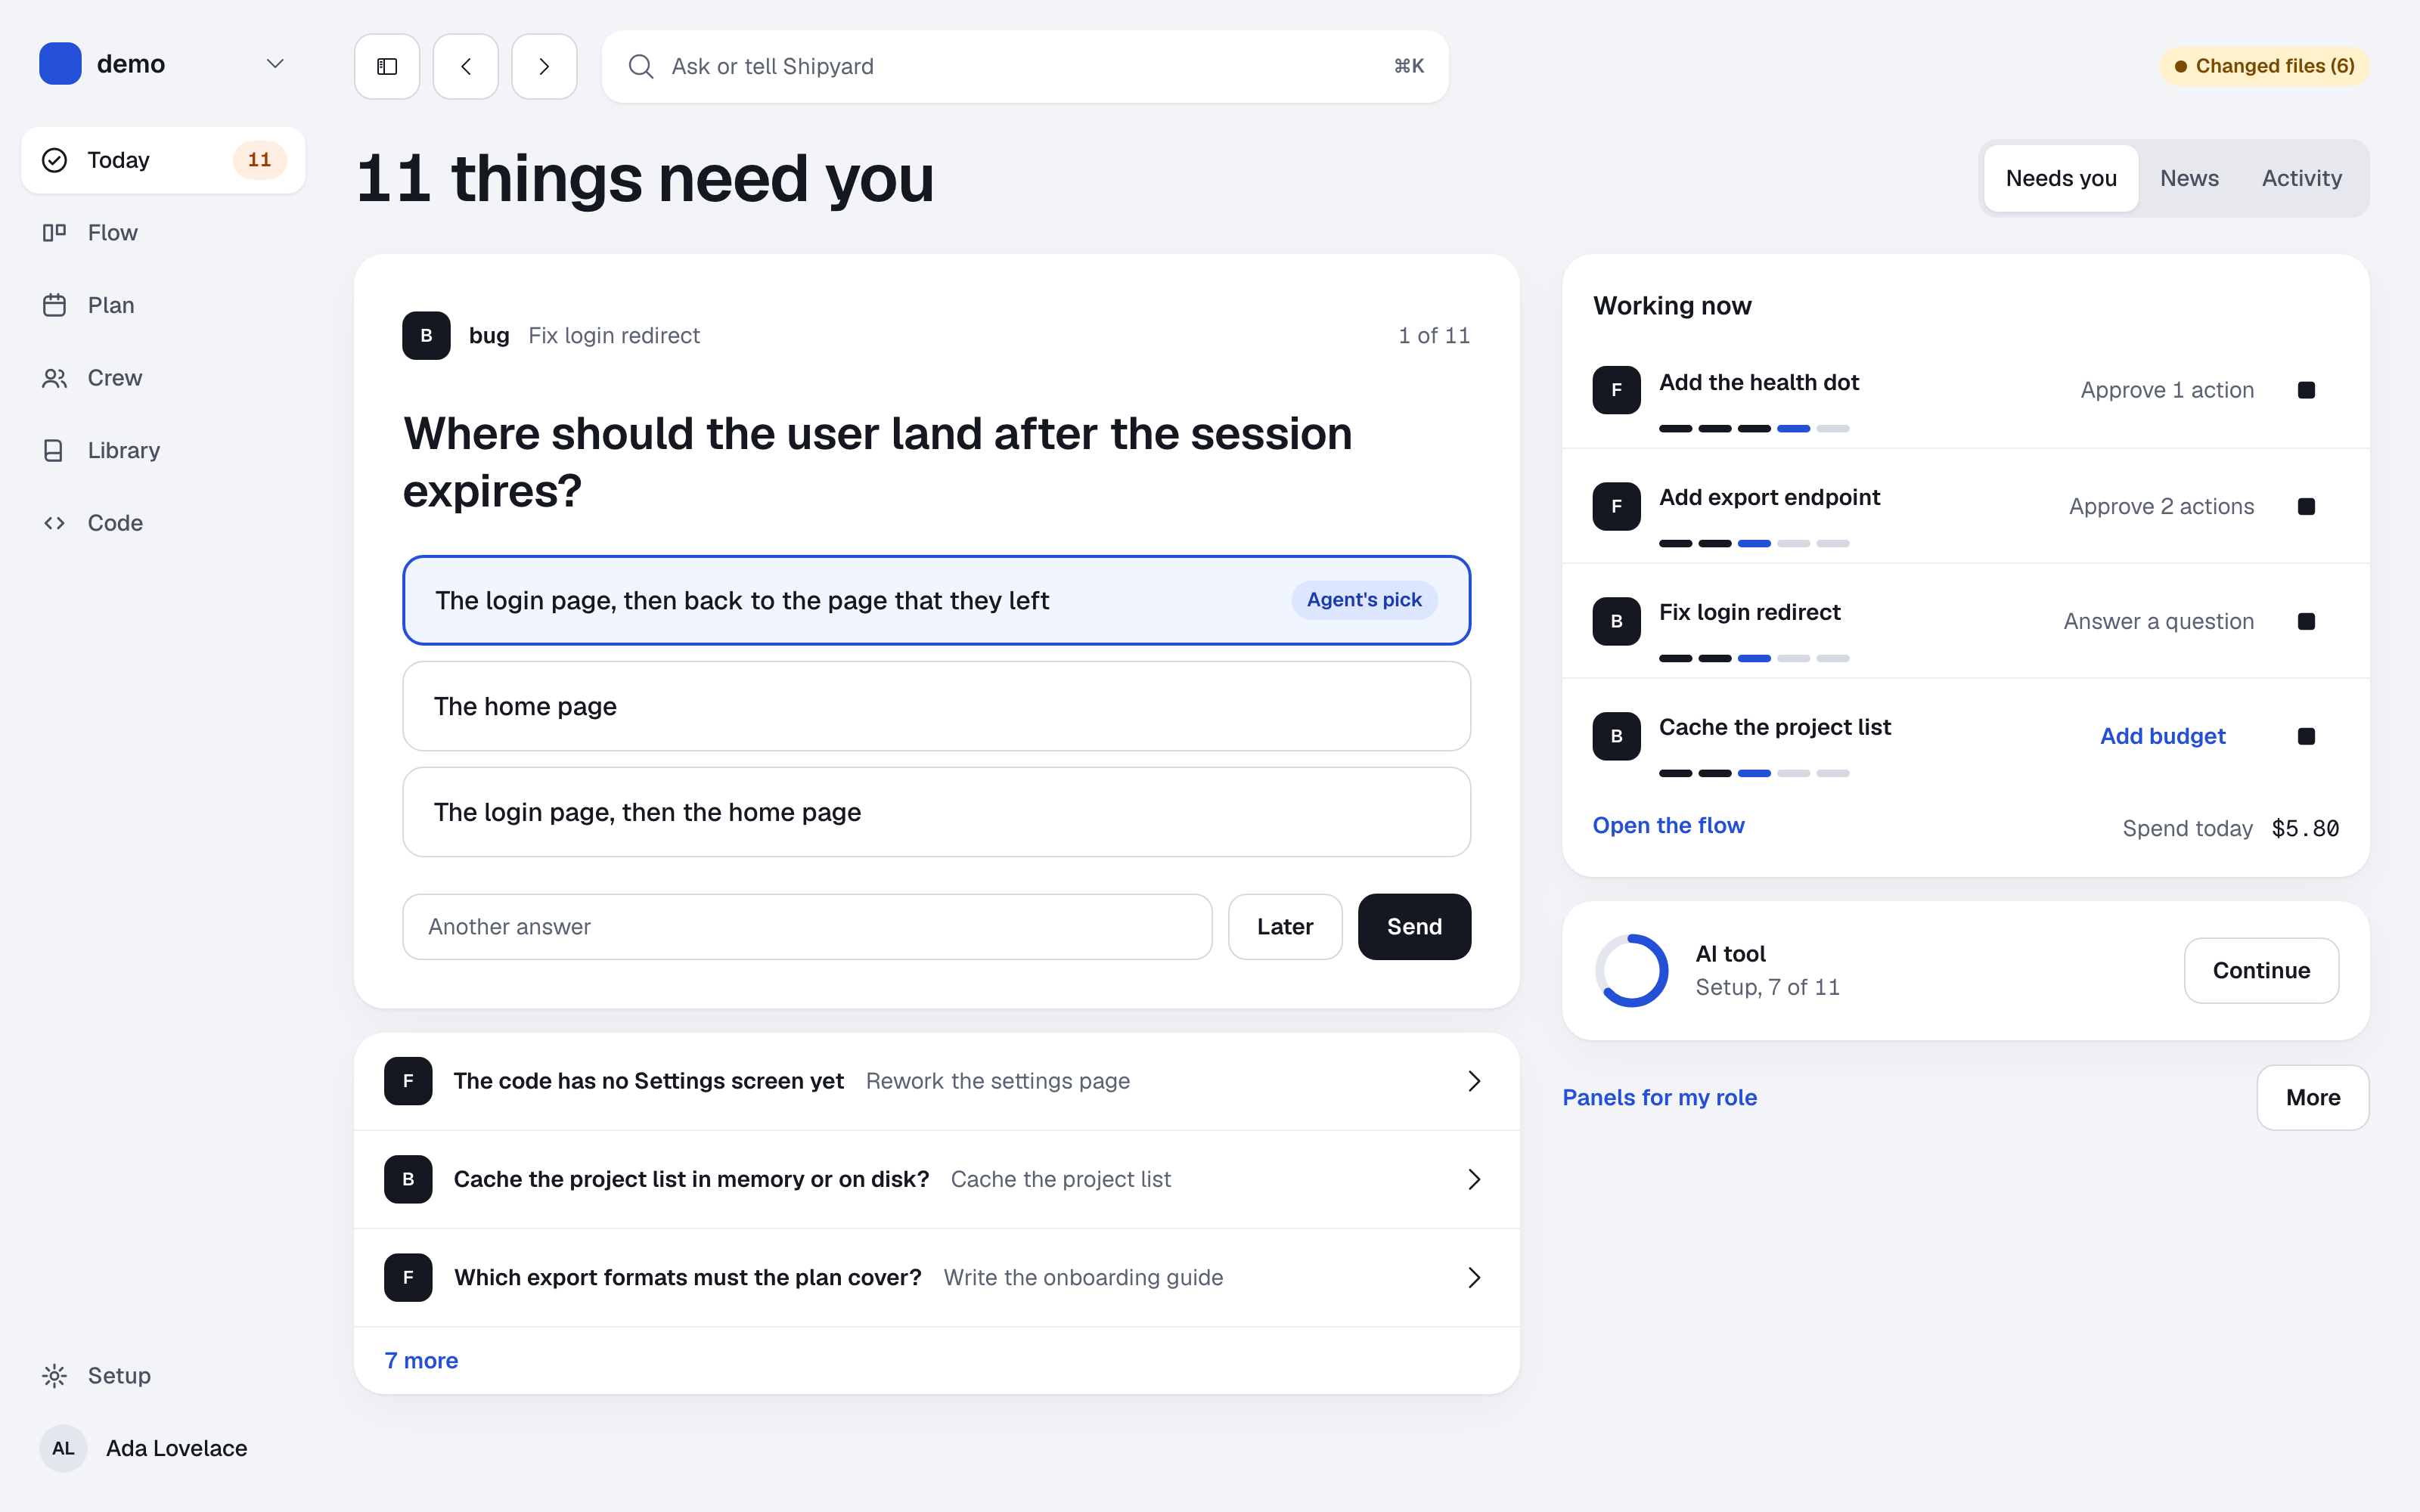 demo
Today 11
Flow
Plan
Crew
Library
Code
Setup
AL Ada Lovelace
Ask or tell Shipyard ⌘K
Changed files (6)
11 things need you
Needs you News Activity
B bug Fix login redirect 1 of 11
Where should the user land after the session
expires?
The login page, then back to the page that they left Agent's pick
The home page
The login page, then the home page
Another answer Later Send
F The code has no Settings screen yet Rework the settings page
B Cache the project list in memory or on disk? Cache the project list
F Which export formats must the plan cover? Write the onboarding guide
7 more
Working now
F Add the health dot Approve 1 action
F Add export endpoint Approve 2 actions
B Fix login redirect Answer a question
B Cache the project list Add budget
Open the flow Spend today $5.80
AI tool
Setup, 7 of 11
Continue
Panels for my role More